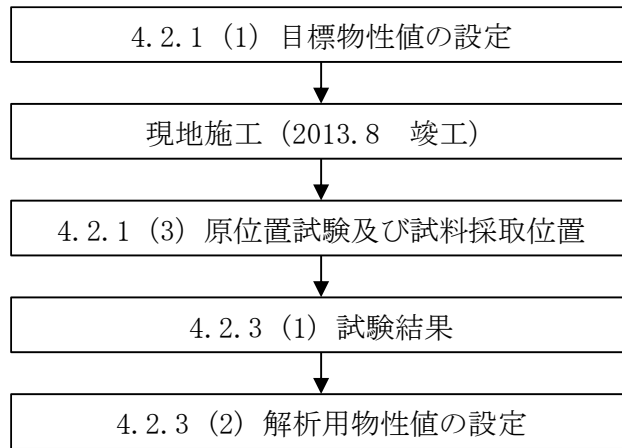 4.2.1 (1) 目標物性値の設定
現地施工 (2013.8　竣工)
4.2.1 (3) 原位置試験及び試料採取位置
4.2.3 (1) 試験結果
4.2.3 (2) 解析用物性値の設定